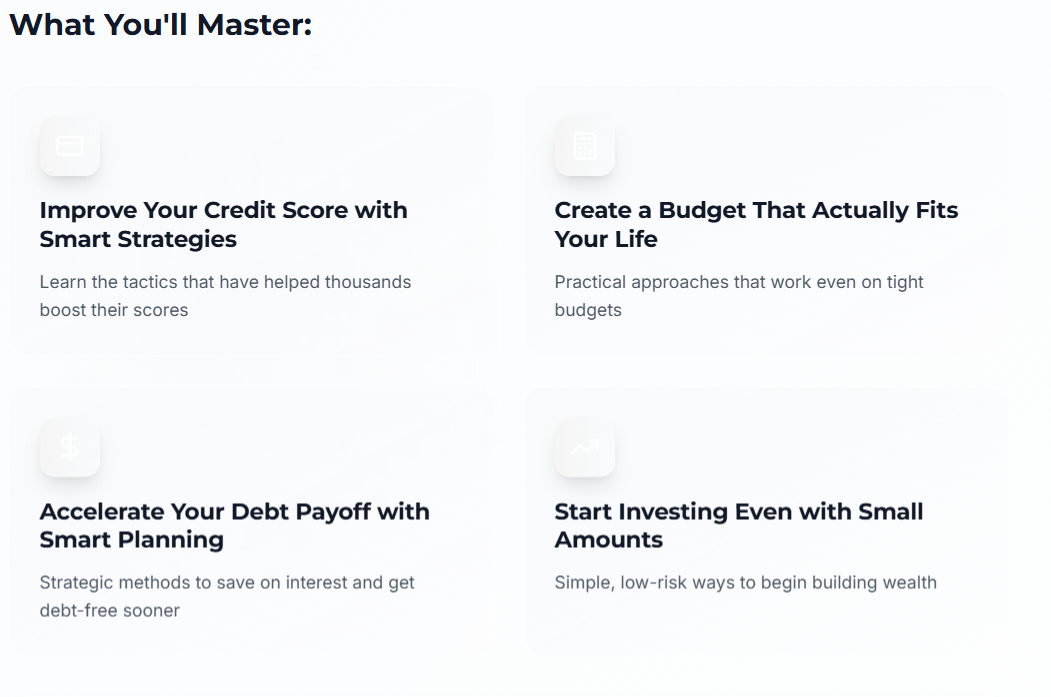 What You'll Master:
Improve Your Credit Score with
Smart Strategies
Learn the tactics that have helped thousands
boost their scores
Create a Budget That Actually Fits
Your Life
Practical approaches that work even on tight
budgets
$
Accelerate Your Debt Payoff with
Smart Planning
Strategic methods to save on interest and get
debt-free sooner
Start Investing Even with Small
Amounts
Simple, low-risk ways to begin building wealth